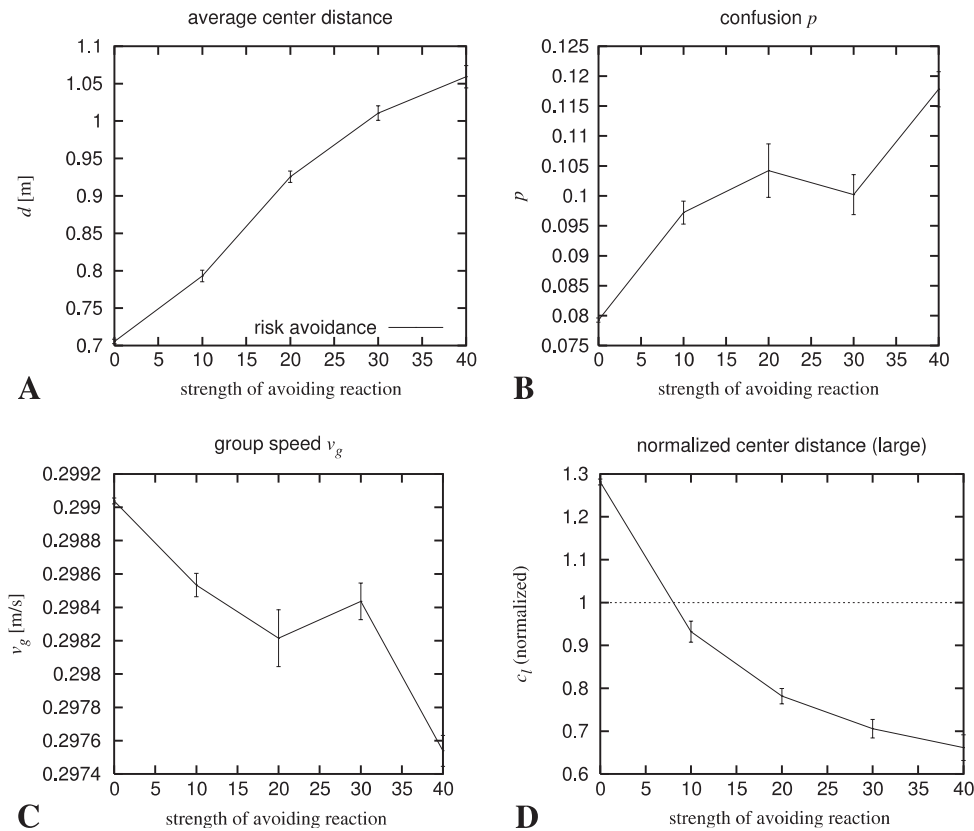 average center distance
1.1
1.05
1
0.95
0.9
0.85
0.8
0.75
0.7
d [m]
risk avoidance
0 5 10 15 20 25 30 35 40
strength of avoiding reaction
A
confusion p
0.125
0.12
0.115
0.11
0.105
0.1
0.095
0.09
0.085
0.08
0.075
p
0 5 10 15 20 25 30 35 40
strength of avoiding reaction
B
group speed vg
0.2992
0.299
0.2988
0.2986
0.2984
0.2982
0.298
0.2978
0.2976
0.2974
vg [m/s]
0 5 10 15 20 25 30 35 40
strength of avoiding reaction
C
normalized center distance (large)
1.3
1.2
1.1
1
0.9
0.8
0.7
0.6
cl (normalized)
0 5 10 15 20 25 30 35 40
strength of avoiding reaction
D